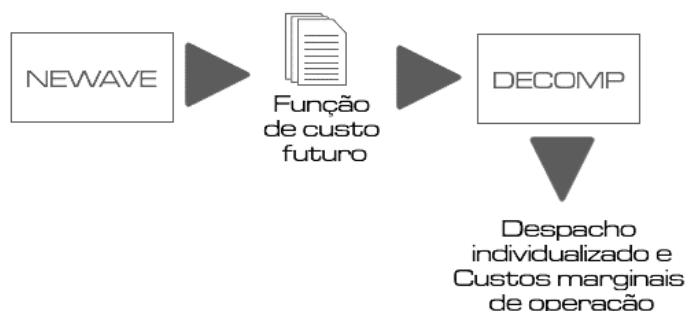 NEWAVE
Função
de custo
futuro
DECOMP
Despacho
individualizado e
Custos marginais
de operação